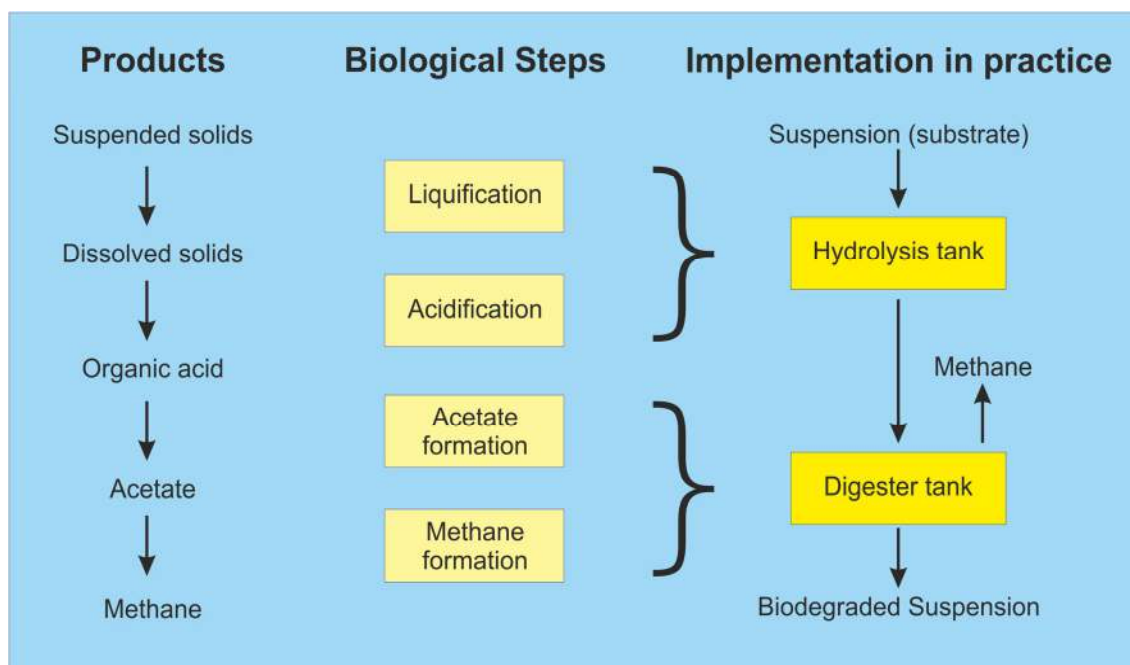 Products
Biological Steps
Implementation in practice
Suspended solids
Dissolved solids
Organic acid
Acetate
Methane
Liquification
Acidification
Acetate
formation
Methane
formation
Suspension (substrate)
Hydrolysis tank
Methane
Digester tank
Biodegraded Suspension